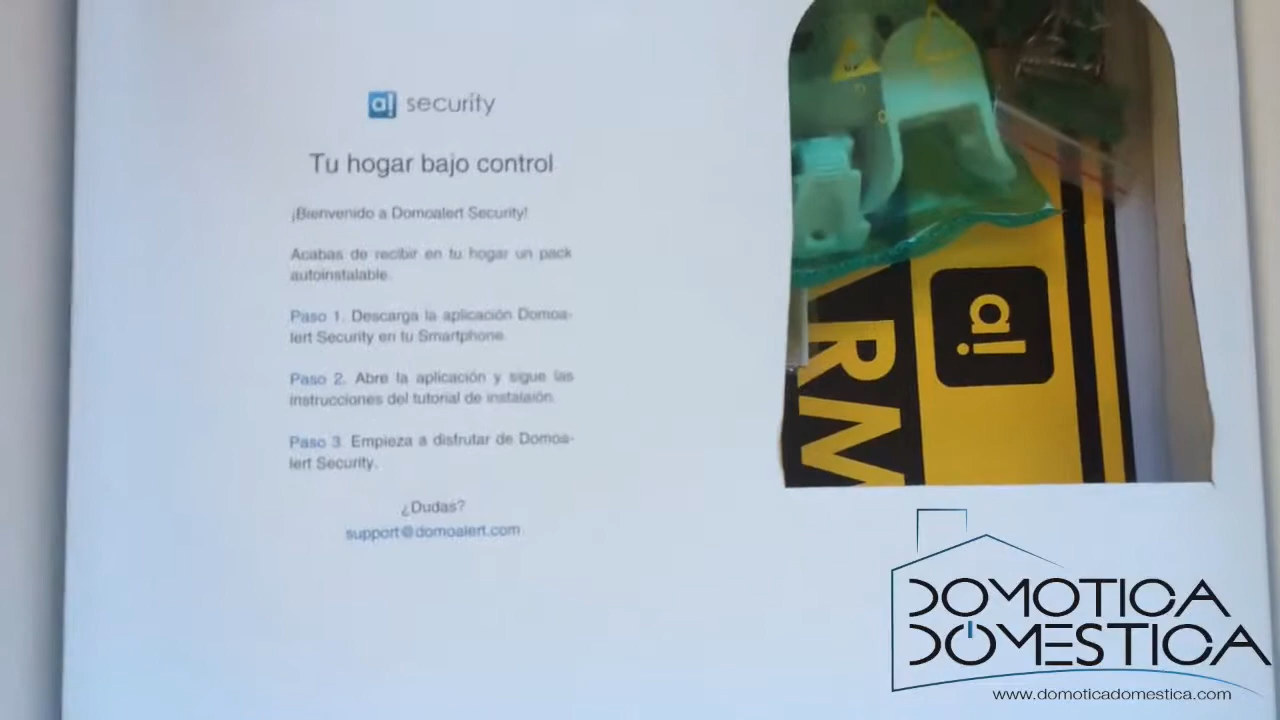 a! security
Tu hogar bajo control
¡Bienvenido a Domoalert Security!
Acabas de recibir en tu hogar un pack
autoinstalable.
Paso 1. Descarga la aplicación Domoa-
lert Security en tu Smartphone.
Paso 2. Abre la aplicación y sigue las
instrucciones del tutorial de instalaión.
Paso 3. Empieza a disfrutar de Domoa-
lert Security.
¿Dudas?
support@domoalert.com
a!
ARM
DOMOTICA
DOMESTICA
www.domoticadomestica.com